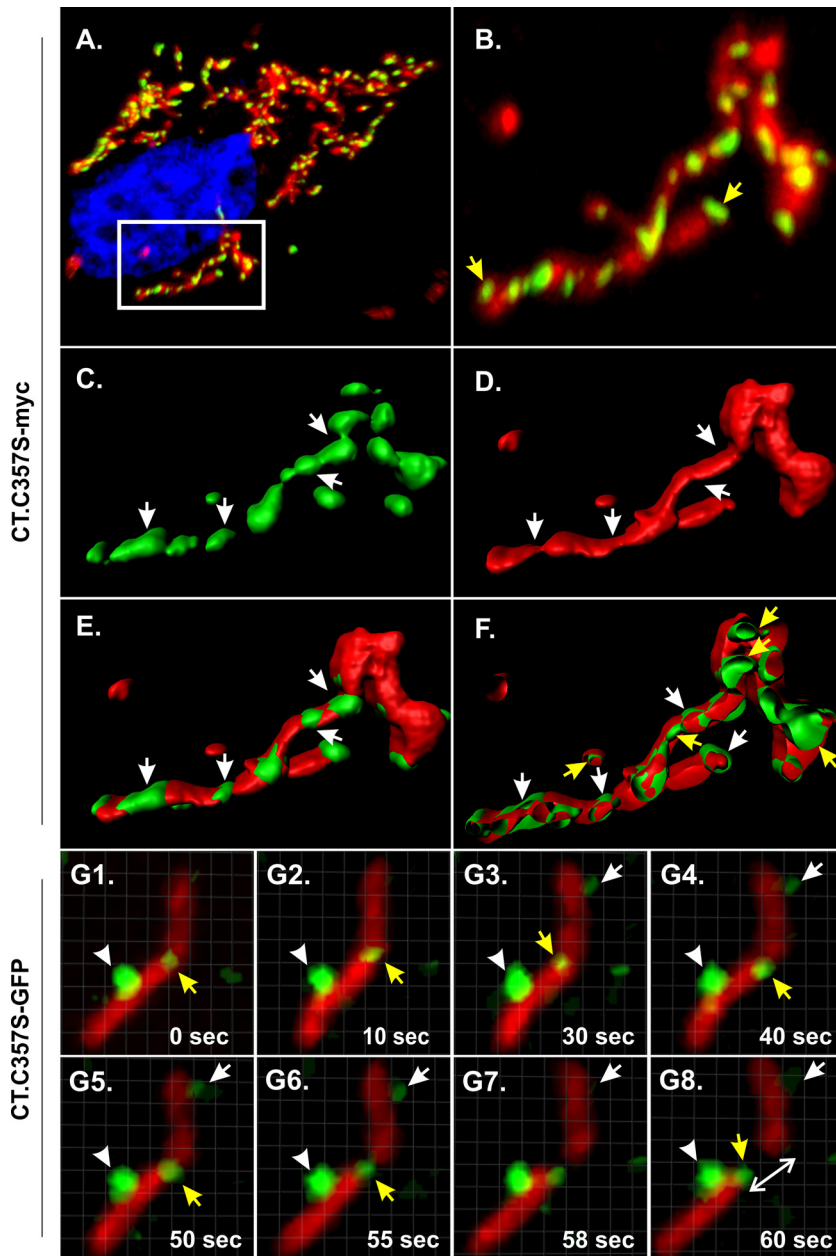 CT.C357S-myc
A.
B.
C.
D.
E.
F.
CT.C357S-GFP
G1.
0 sec
G2.
10 sec
G3.
30 sec
G4.
40 sec
G5.
50 sec
G6.
55 sec
G7.
58 sec
G8.
60 sec